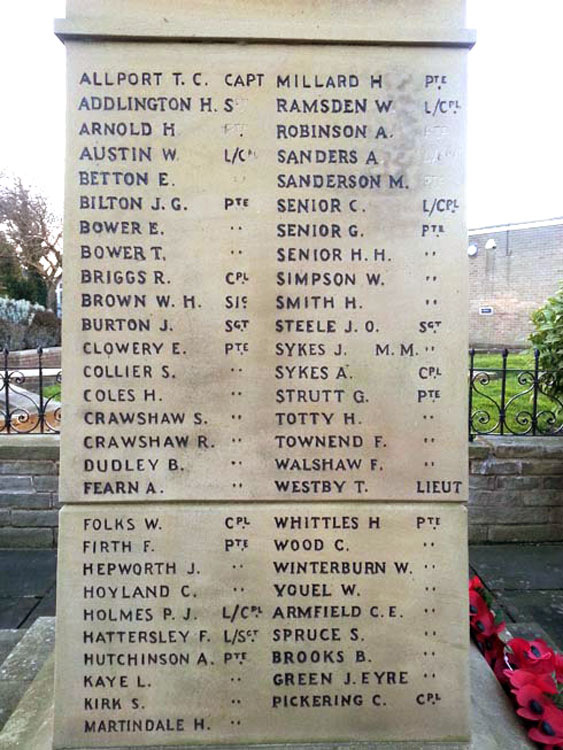 ALLPORT T. C. CAPT
ADDLINGTON H. S
ARNOLD H PTE
AUSTIN W. L/CPL
BETTON E.
BILTON J. G. PTE
BOWER E. "
BOWER T. "
BRIGGS R. CPL
BROWN W. H. SIG
BURTON J. SGT
CLOWERY E. PTE
COLLIER S. "
COLES H. "
CRAWSHAW S. "
CRAWSHAW R. "
DUDLEY B. "
FEARN A. "
FOLKS W. CPL
FIRTH F. PTE
HEPWORTH J. "
HOYLAND C. "
HOLMES P. J. L/CPL
HATTERSLEY F. L/SGT
HUTCHINSON A. PTE
KAYE L. "
KIRK S. "
MARTINDALE H. "
MILLARD H PTE
RAMSDEN W. L/CPL
ROBINSON A. PTE
SANDERS A.
SANDERSON M. PTE
SENIOR C. L/CPL
SENIOR G. PTE
SENIOR H. H. "
SIMPSON W. "
SMITH H. "
STEELE J. O. SGT
SYKES J. M. M. "
SYKES A. CPL
STRUTT G. PTE
TOTTY H. "
TOWNEND F. "
WALSHAW F. "
WESTBY T. LIEUT
WHITTLES H PTE
WOOD C. "
WINTERBURN W. "
YOUEL W. "
ARMFIELD C. E. "
SPRUCE S. "
BROOKS B. "
GREEN J. EYRE "
PICKERING C. CPL